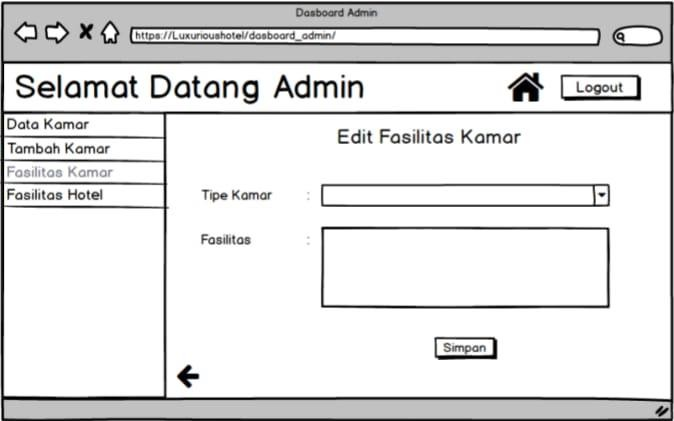 Dasboard Admin
https://Luxurioushotel/dasboard_admin/
Selamat Datang Admin
Logout
Data Kamar
Tambah Kamar
Fasilitas Kamar
Fasilitas Hotel
Edit Fasilitas Kamar
Tipe Kamar :
Fasilitas :
Simpan